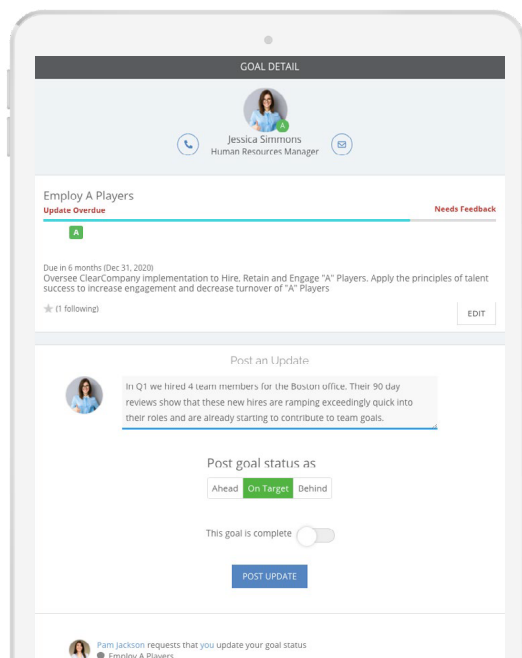 GOAL DETAIL
A
Jessica Simmons
Human Resources Manager
Employ A Players
Update Overdue
Needs Feedback
A
Due in 6 months (Dec 31, 2020)
Oversee ClearCompany implementation to Hire, Retain and Engage "A" Players. Apply the principles of talent
success to increase engagement and decrease turnover of "A" Players
(1 following)
EDIT
Post an Update
In Q1 we hired 4 team members for the Boston office. Their 90 day
reviews show that these new hires are ramping exceedingly quick into
their roles and are already starting to contribute to team goals.
Post goal status as
Ahead On Target Behind
This goal is complete
POST UPDATE
Pam Jackson requests that you update your goal status
Employ A Players